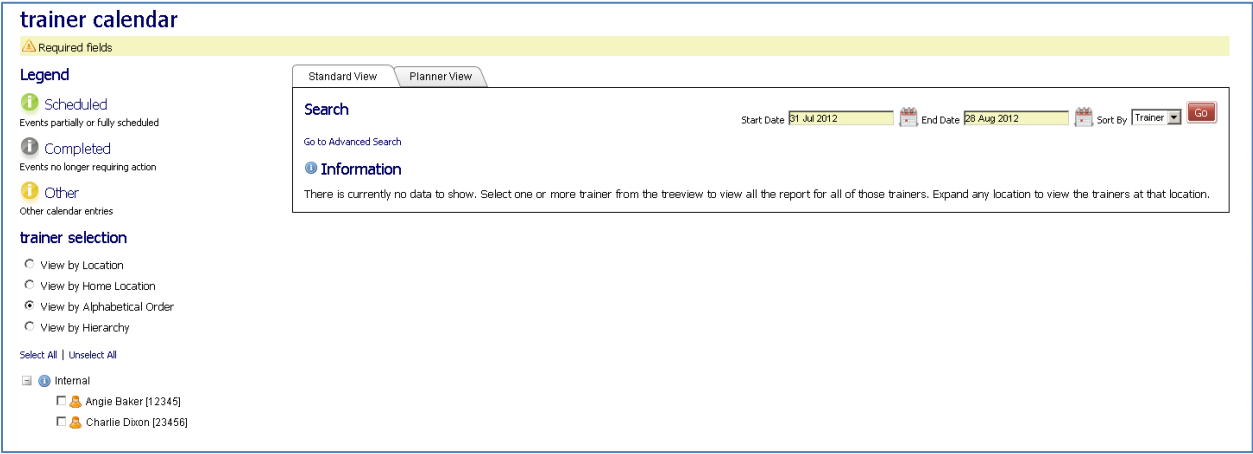 trainer calendar
Required fields
Legend
Scheduled
Events partially or fully scheduled
Completed
Events no longer requiring action
Other
Other calendar entries
trainer selection
View by Location
View by Home Location
View by Alphabetical Order
View by Hierarchy
Select All | Unselect All
Internal
Angie Baker [12345]
Charlie Dixon [23456]
Standard View Planner View
Search
Start Date 31 Jul 2012 End Date 28 Aug 2012 Sort By Trainer Go
Go to Advanced Search
Information
There is currently no data to show. Select one or more trainer from the treeview to view all the report for all of those trainers. Expand any location to view the trainers at that location.